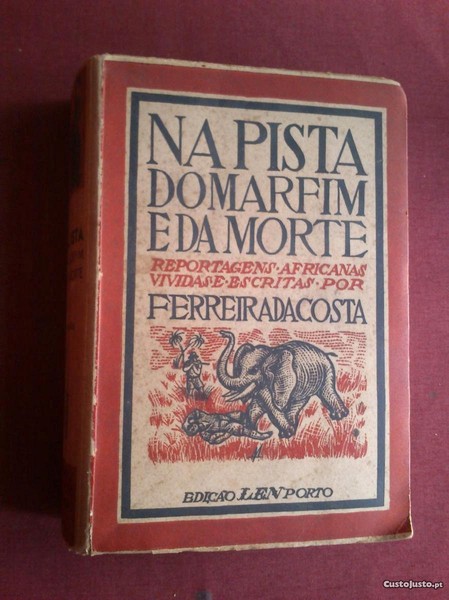 NA PISTA
DO MARFIM
E DA MORTE
REPORTAGENS·AFRICANAS
VIVIDAS E·ESCRITAS·POR
FERREIRA DA COSTA
EDIÇÃO LEN PORTO
CustoJusto.pt